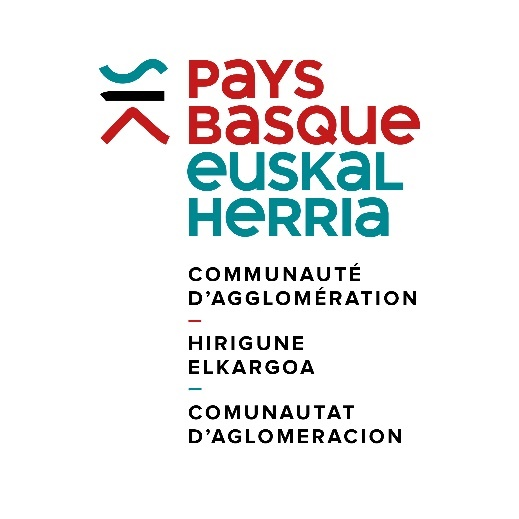 PAYS
BASQUE
EUSKAL
HERRIA
COMMUNAUTÉ
D'AGGLOMÉRATION
HIRIGUNE
ELKARGOA
COMUNAUTAT
D'AGLOMERACION